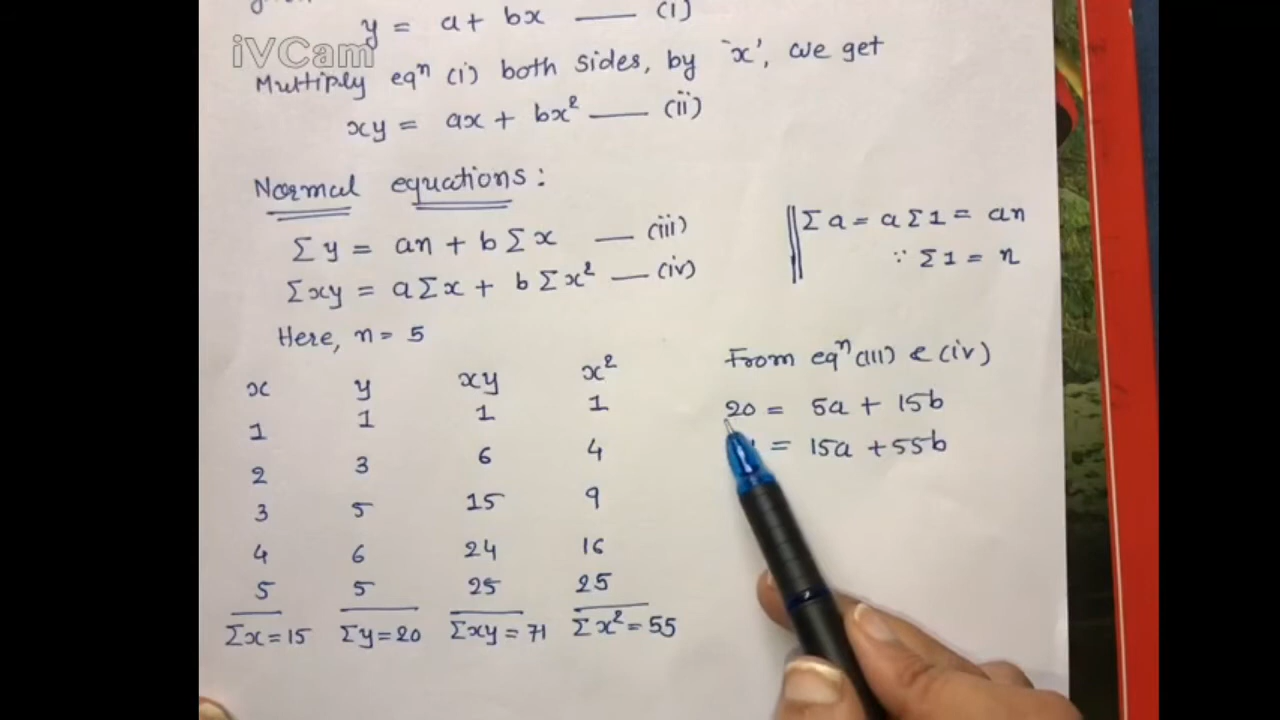 y = a + bx —— (i)
iVCam
Multiply eqⁿ (i) both sides, by 'x', we get
xy = ax + bx² —— (ii)
Normal equations :
Σy = an + bΣx — (iii)
Σxy = aΣx + bΣx² — (iv)
Σa = aΣ1 = an
∵ Σ1 = n
Here, n = 5
x y xy x²
1 1 1 1
2 3 6 4
3 5 15 9
4 6 24 16
5 5 25 25
Σx = 15 Σy = 20 Σxy = 71 Σx² = 55
From eqⁿ (III) & (iv)
20 = 5a + 15b
= 15a + 55b